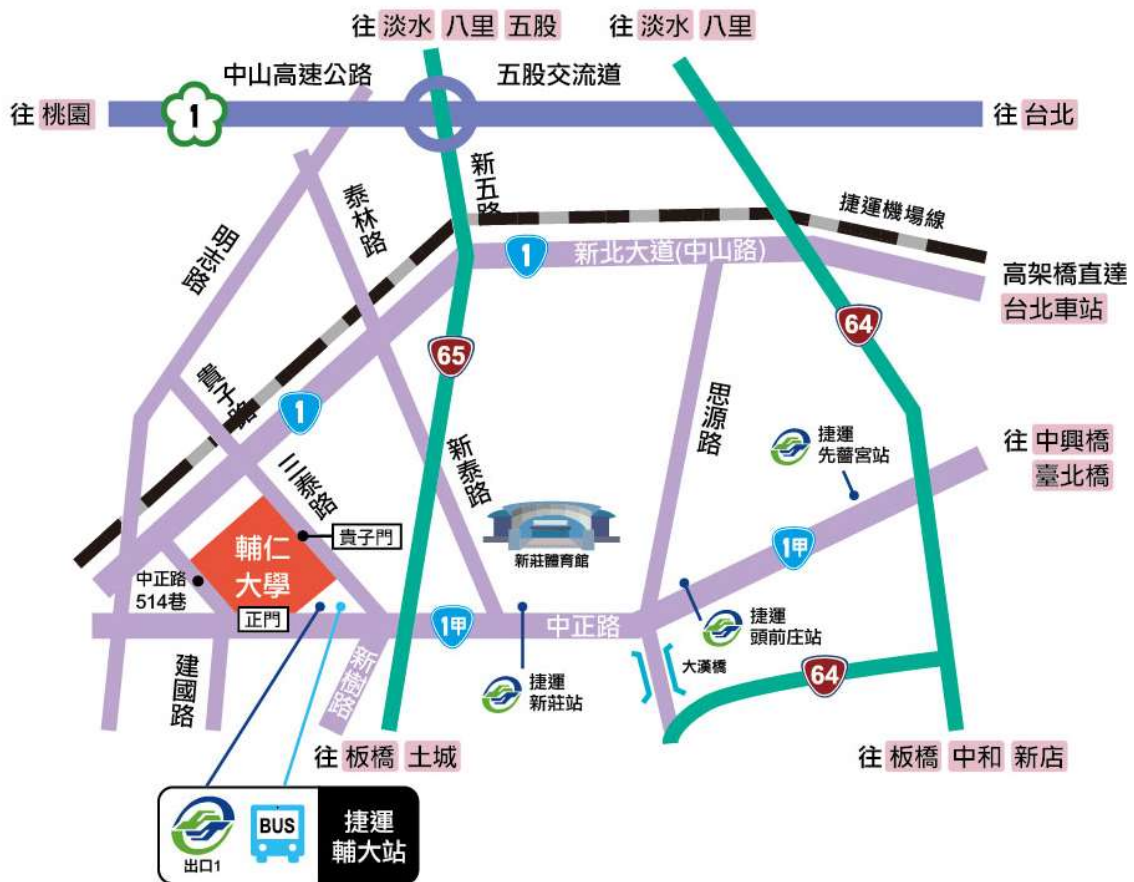 往 淡水 八里 五股
往 淡水 八里
中山高速公路
五股交流道
往 桃園
1
往 台北
新五路
泰林路
明志路
捷運機場線
1
新北大道(中山路)
高架橋直達
台北車站
64
65
貴子路
1
思源路
新泰路
三泰路
捷運
先嗇宮站
往 中興橋
臺北橋
輔仁
大學
貴子門
新莊體育館
1甲
中正路
514巷
正門
1甲
中正路
捷運
頭前庄站
建國路
新樹路
捷運
新莊站
大漢橋
64
往 板橋 土城
往 板橋 中和 新店
BUS
出口1
捷運
輔大站